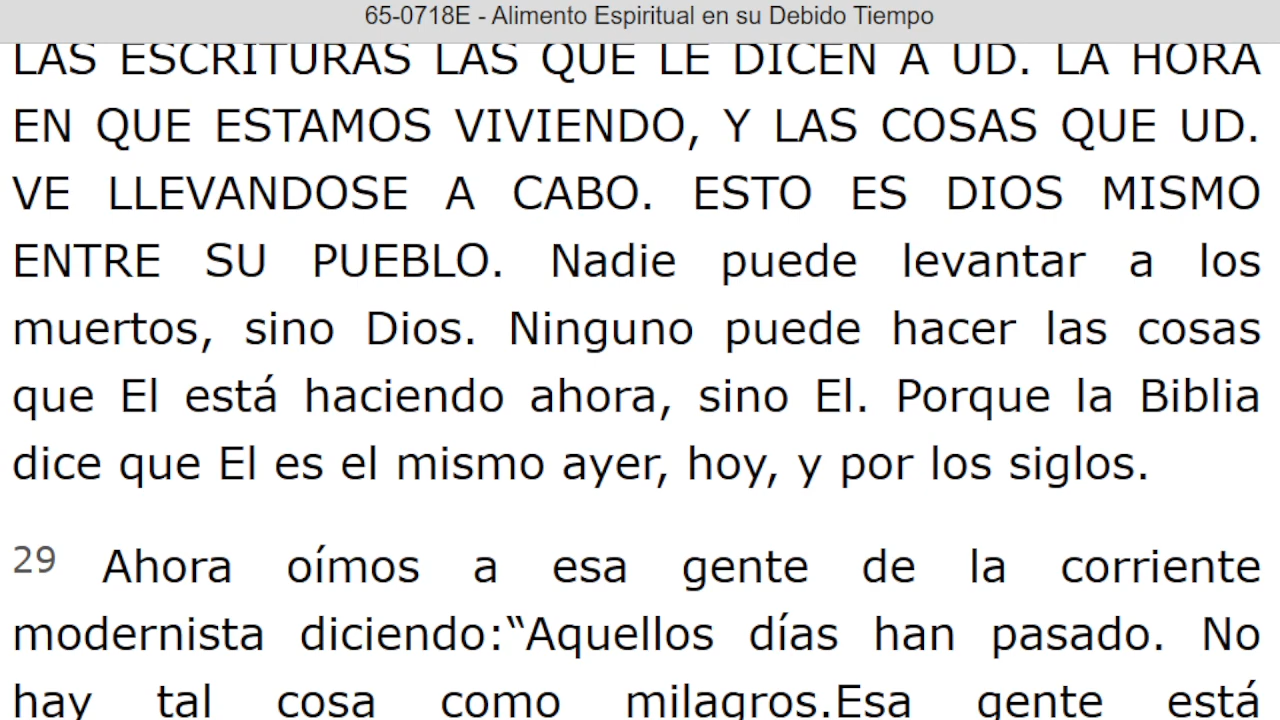 65-0718E - Alimento Espiritual en su Debido Tiempo
LAS ESCRITURAS LAS QUE LE DICEN A UD. LA HORA
EN QUE ESTAMOS VIVIENDO, Y LAS COSAS QUE UD.
VE LLEVANDOSE A CABO. ESTO ES DIOS MISMO
ENTRE SU PUEBLO. Nadie puede levantar a los
muertos, sino Dios. Ninguno puede hacer las cosas
que El está haciendo ahora, sino El. Porque la Biblia
dice que El es el mismo ayer, hoy, y por los siglos.
29 Ahora oímos a esa gente de la corriente
modernista diciendo:“Aquellos días han pasado. No
hay tal cosa como milagros.Esa gente está